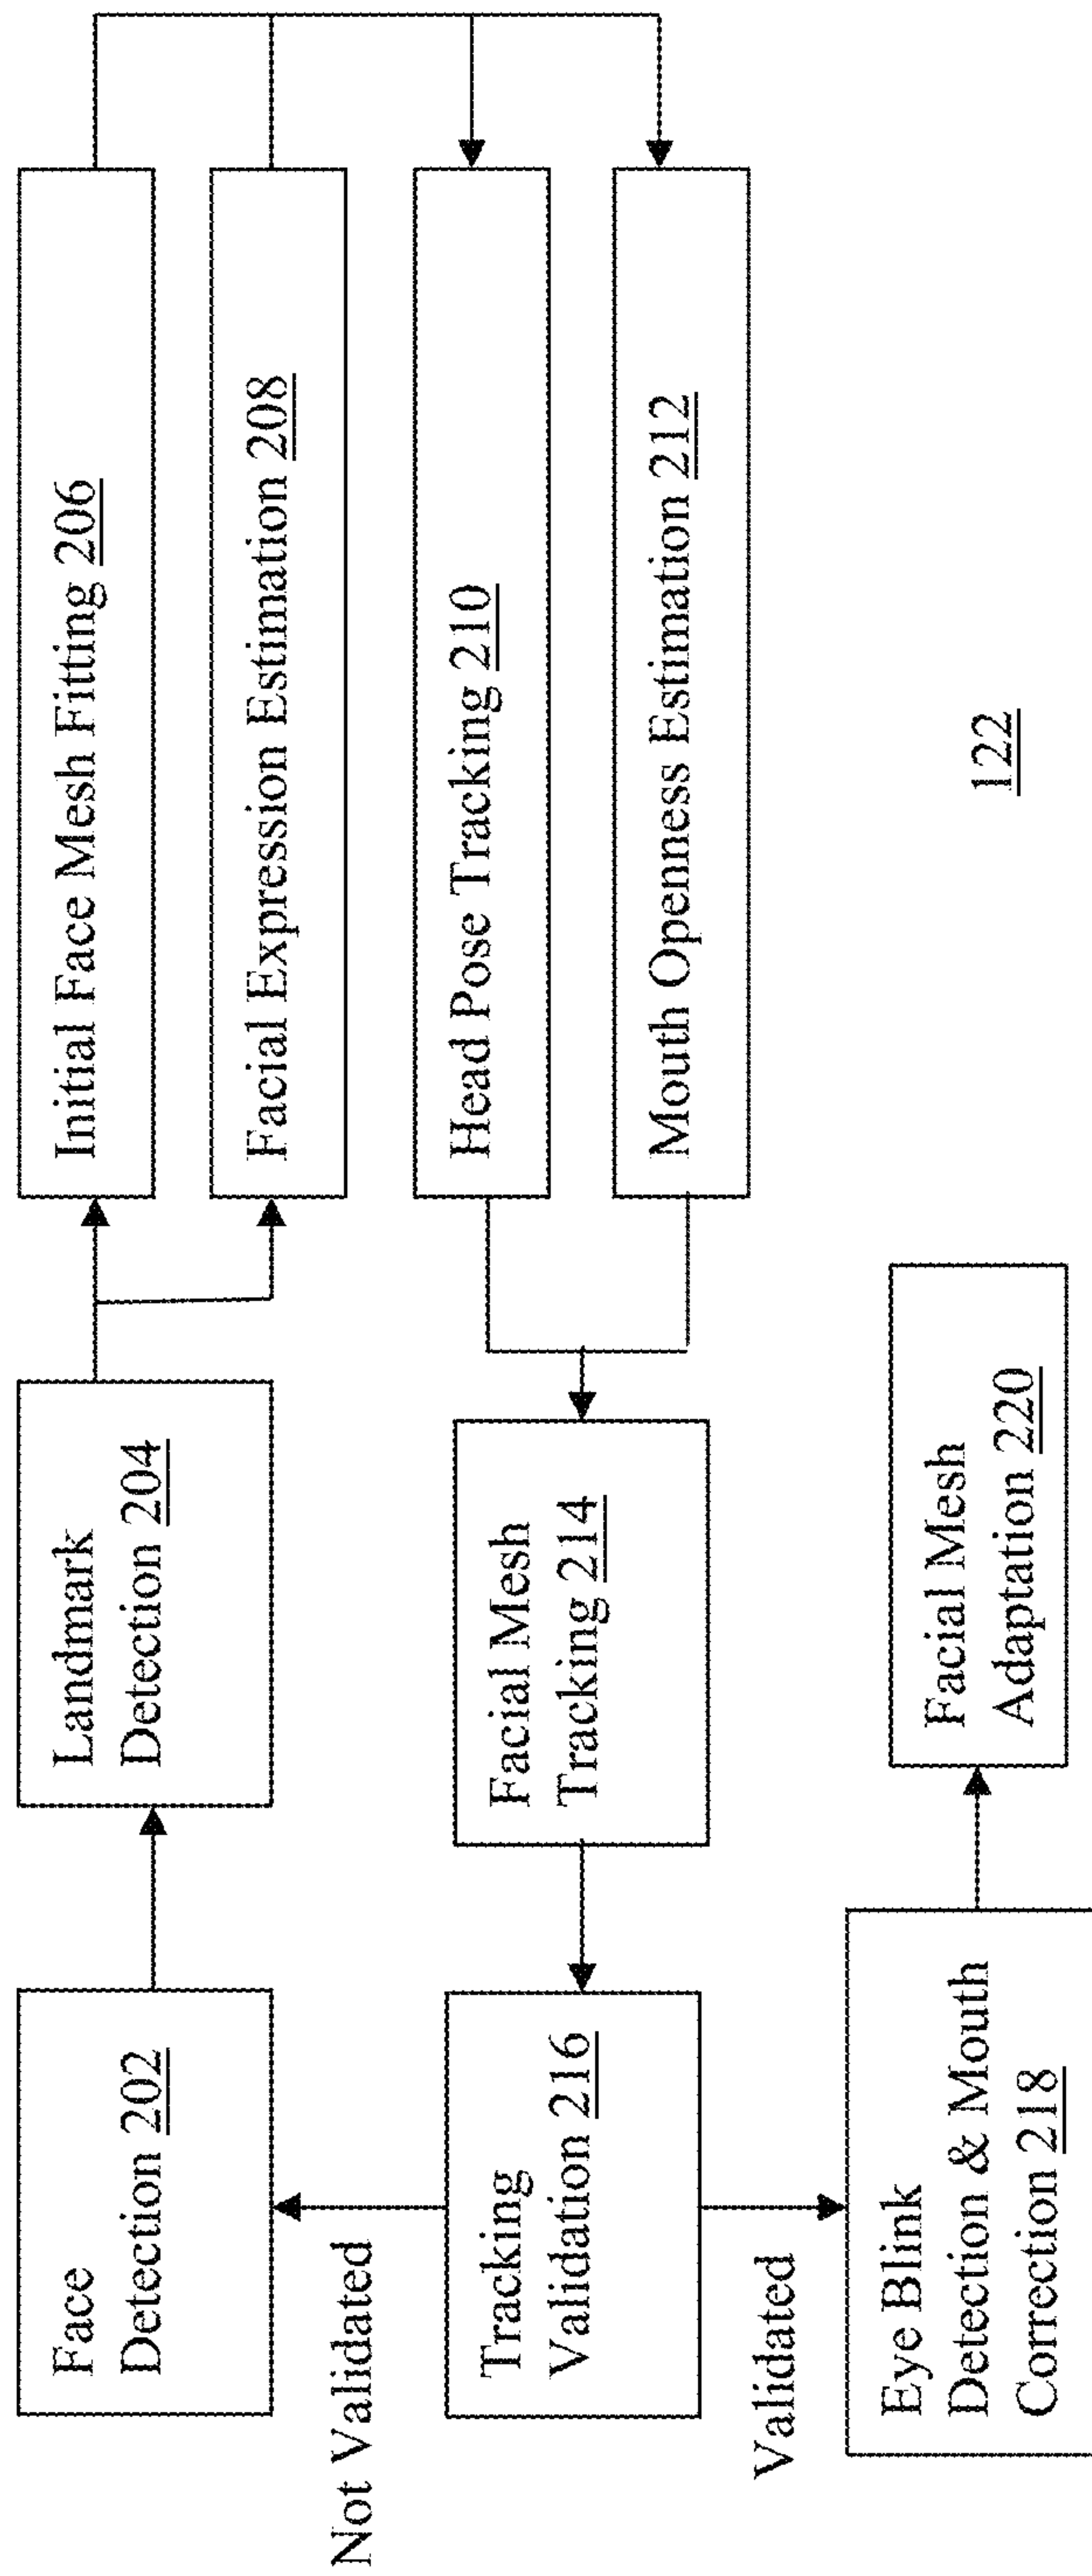 Face
Detection 202
Landmark
Detection 204
Initial Face Mesh Fitting 206
Facial Expression Estimation 208
Not Validated
Head Pose Tracking 210
Mouth Openness Estimation 212
Facial Mesh
Tracking 214
Tracking
Validation 216
Validated
Eye Blink
Detection & Mouth
Correction 218
Facial Mesh
Adaptation 220
122